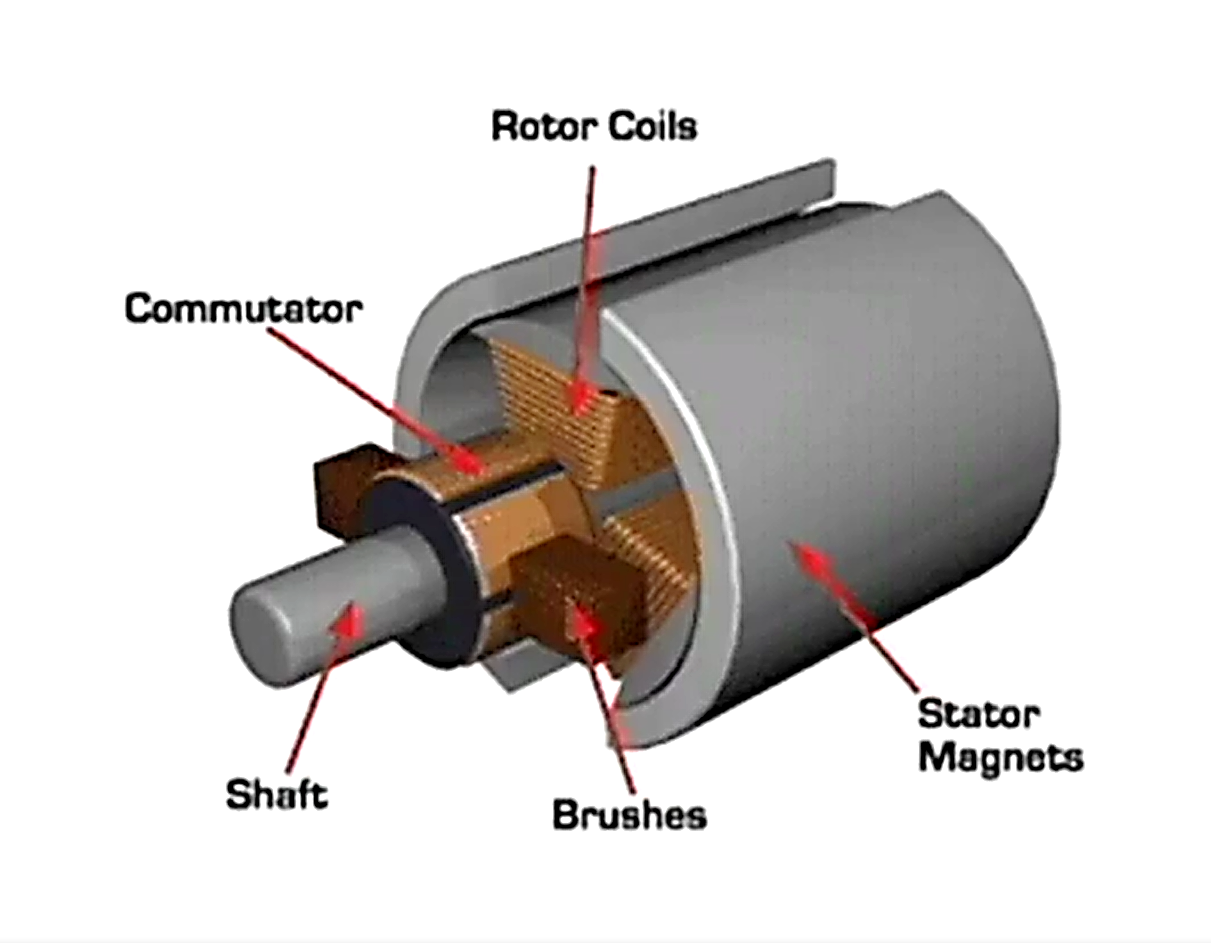 Rotor Coils
Commutator
Stator
Magnets
Shaft
Brushes